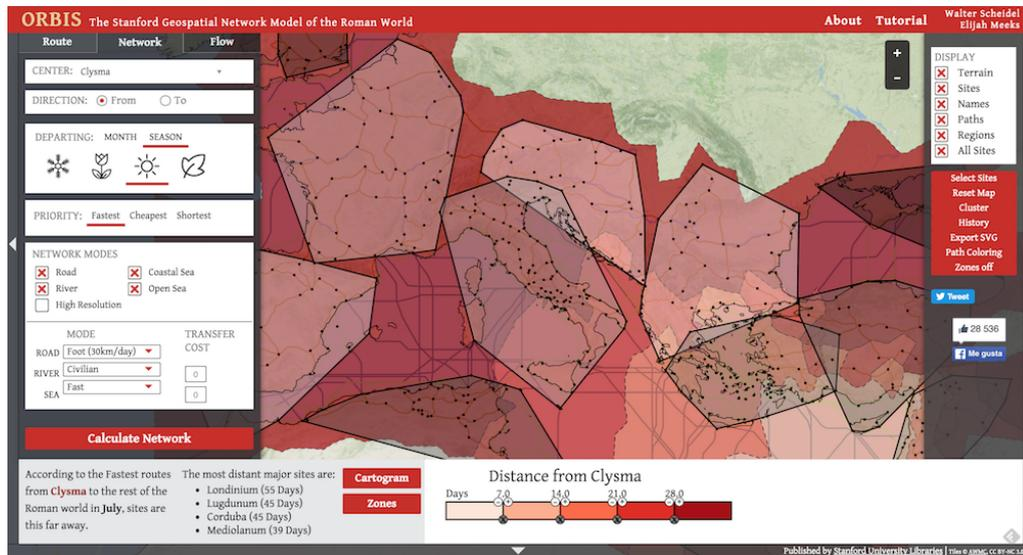 ORBIS The Stanford Geospatial Network Model of the Roman World
About Tutorial
Walter Scheidel
Elijah Meeks
Route Network Flow
CENTER: Clysma
DIRECTION: From To
DEPARTING: MONTH SEASON
PRIORITY: Fastest Cheapest Shortest
NETWORK MODES
Road Coastal Sea
River Open Sea
High Resolution
MODE TRANSFER COST
ROAD Foot (30km/day)
RIVER Civilian 0
SEA Fast 0
Calculate Network
+
-
DISPLAY
Terrain
Sites
Names
Paths
Regions
All Sites
Select Sites
Reset Map
Cluster
History
Export SVG
Path Coloring
Zones off
Tweet
28 536
Me gusta
According to the Fastest routes
from Clysma to the rest of the
Roman world in July, sites are
this far away.
The most distant major sites are:
• Londinium (55 Days)
• Lugdunum (45 Days)
• Corduba (45 Days)
• Mediolanum (39 Days)
Cartogram
Zones
Distance from Clysma
Days 7.0 14.0 21.0 28.0
Published by Stanford University Libraries | Tiles © AWMC, CC BY-NC